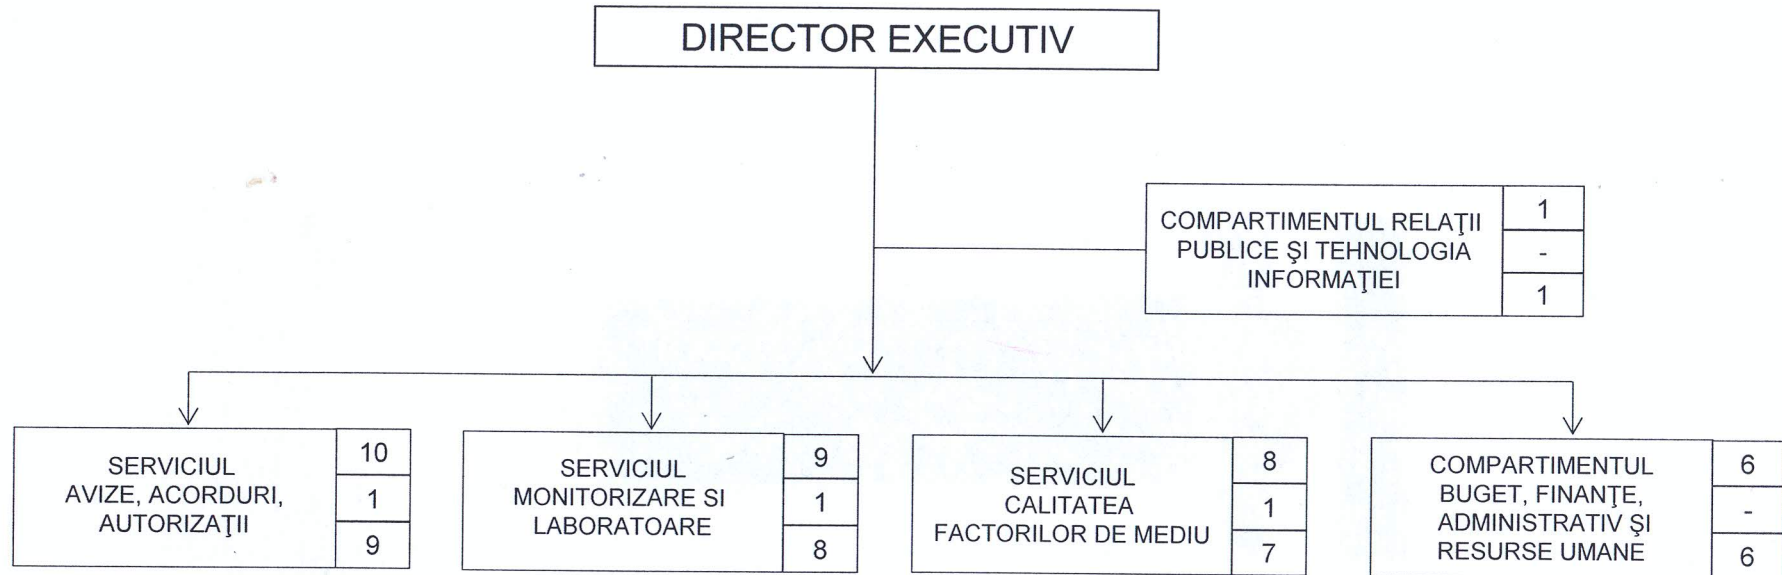 DIRECTOR EXECUTIV
COMPARTIMENTUL RELAŢII
PUBLICE ŞI TEHNOLOGIA
INFORMAŢIEI
1
-
1
SERVICIUL
AVIZE, ACORDURI,
AUTORIZAŢII
10
1
9
SERVICIUL
MONITORIZARE SI
LABORATOARE
9
1
8
SERVICIUL
CALITATEA
FACTORILOR DE MEDIU
8
1
7
COMPARTIMENTUL
BUGET, FINANŢE,
ADMINISTRATIV ŞI
RESURSE UMANE
6
-
6